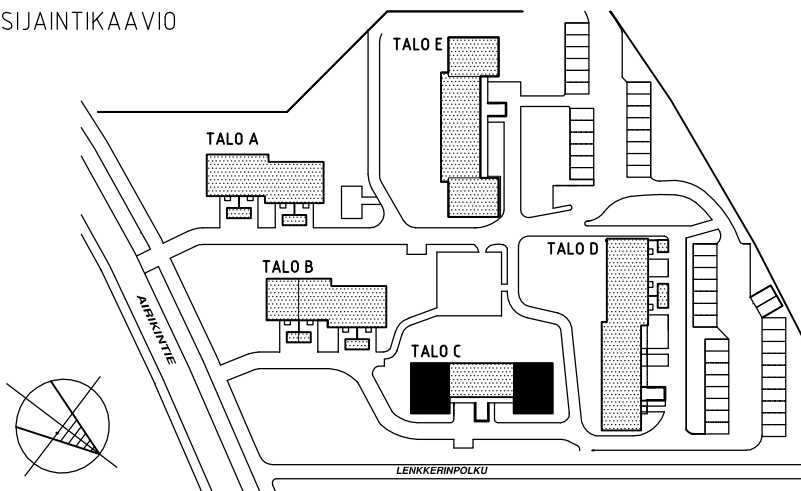 SIJAINTIKAAVIO
TALO E
TALO A
TALO D
TALO B
AIRIKINTIE
TALO C
LENKKERINPOLKU